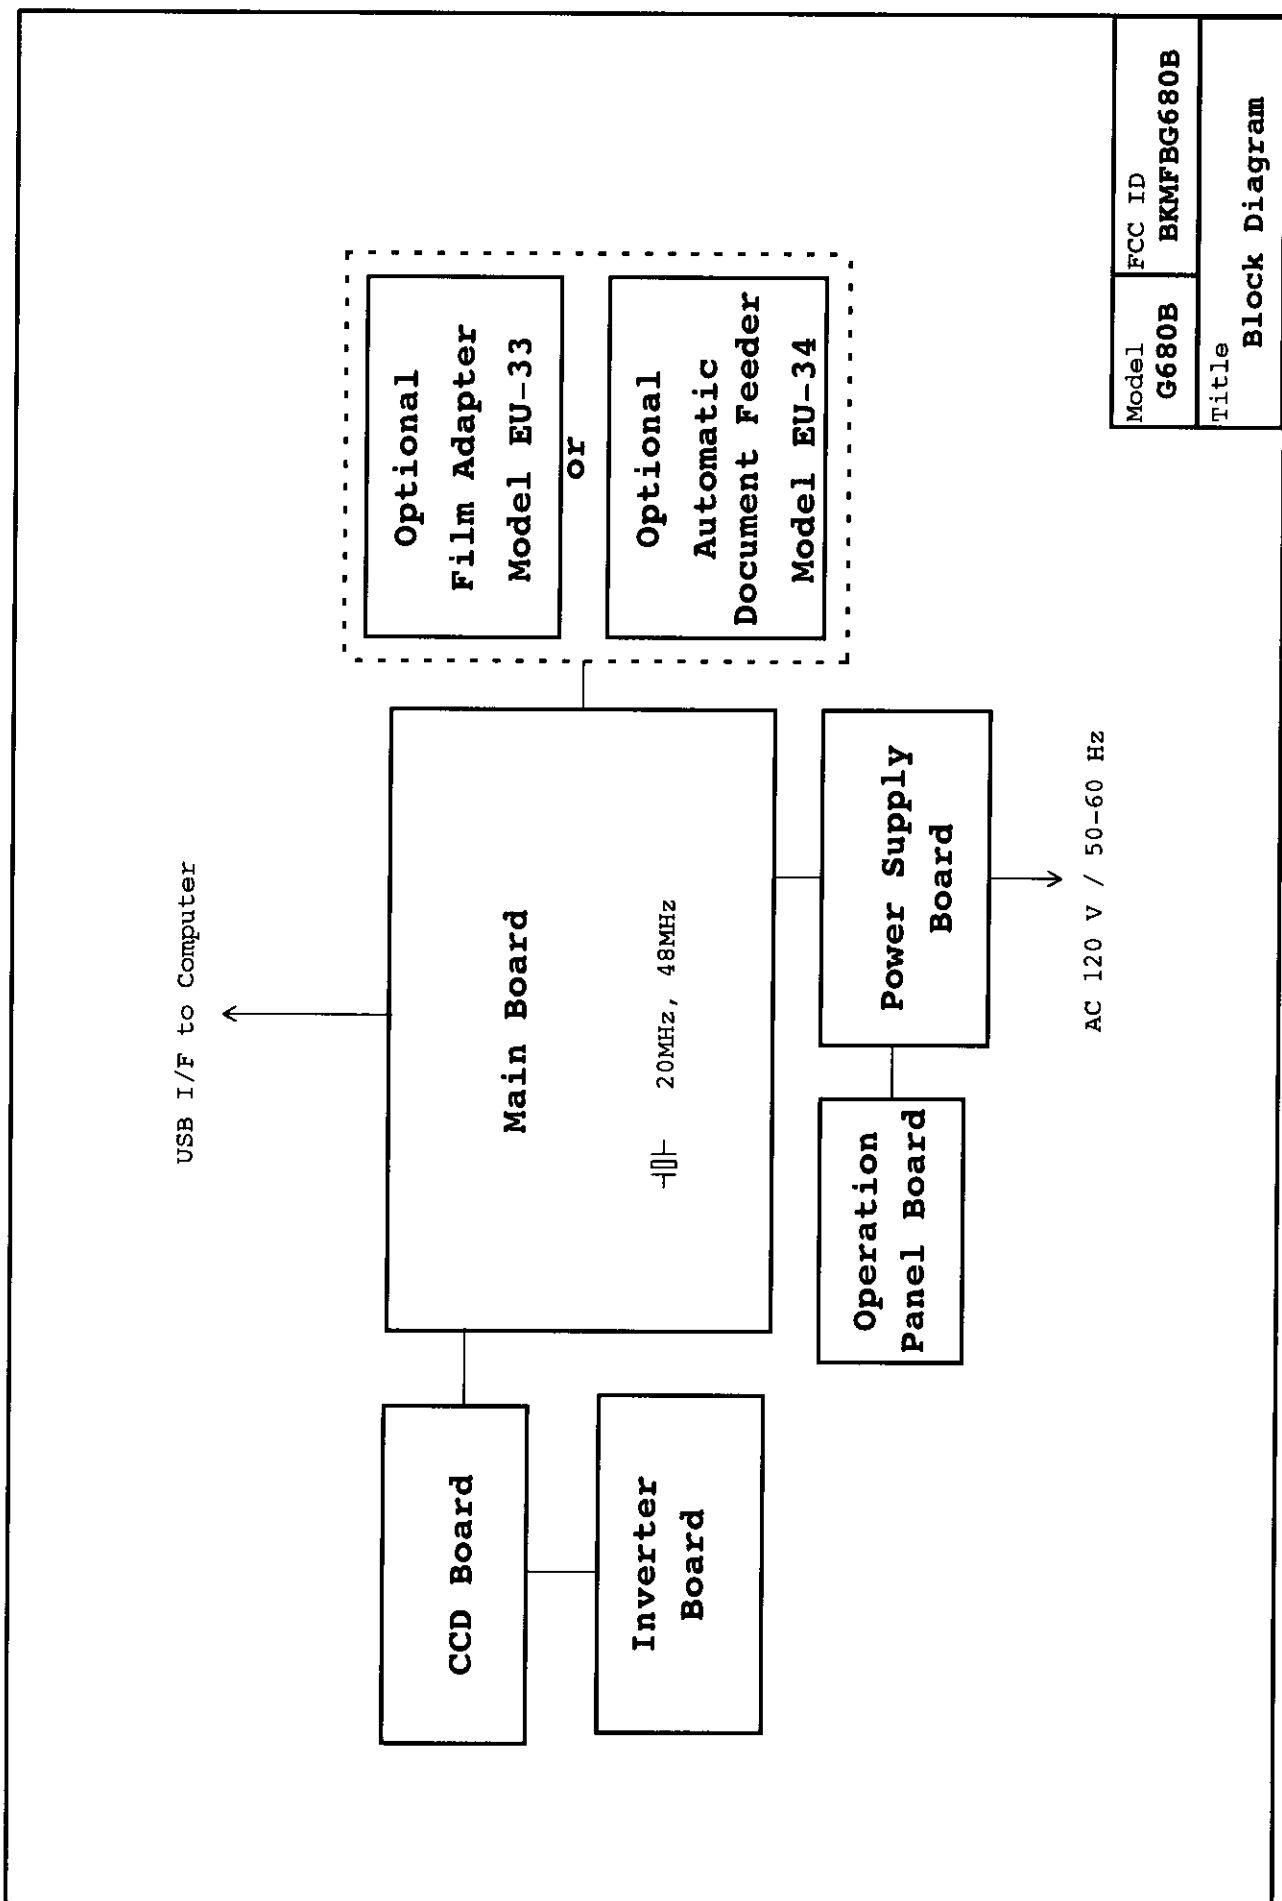 USB I/F to Computer
CCD Board
Inverter
Board
Main Board
20MHz, 48MHz
Optional
Film Adapter
Model EU-33
or
Optional
Automatic
Document Feeder
Model EU-34
Operation
Panel Board
Power Supply
Board
AC 120 V / 50-60 Hz
Model
G680B
FCC ID
BKMFBG680B
Title
Block Diagram